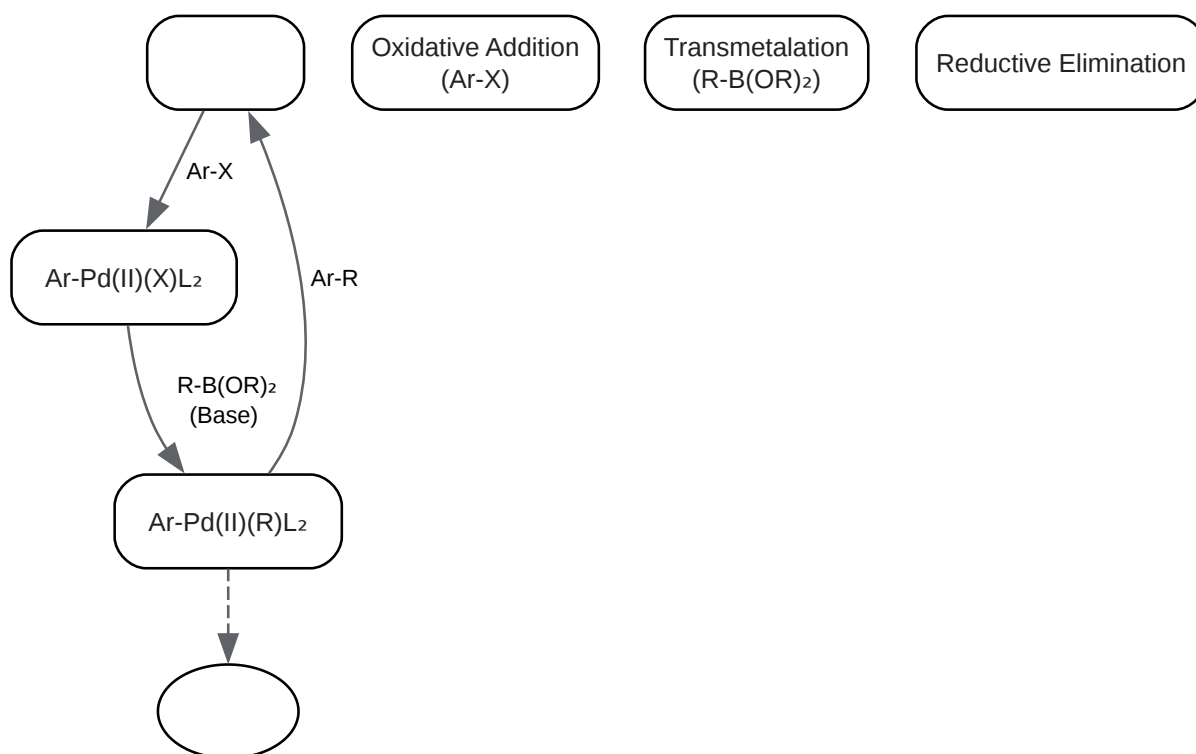 Oxidative Addition
(Ar-X)
Transmetalation
(R-B(OR)₂)
Reductive Elimination
Ar-X
Ar-Pd(II)(X)L₂
Ar-R
R-B(OR)₂
(Base)
Ar-Pd(II)(R)L₂